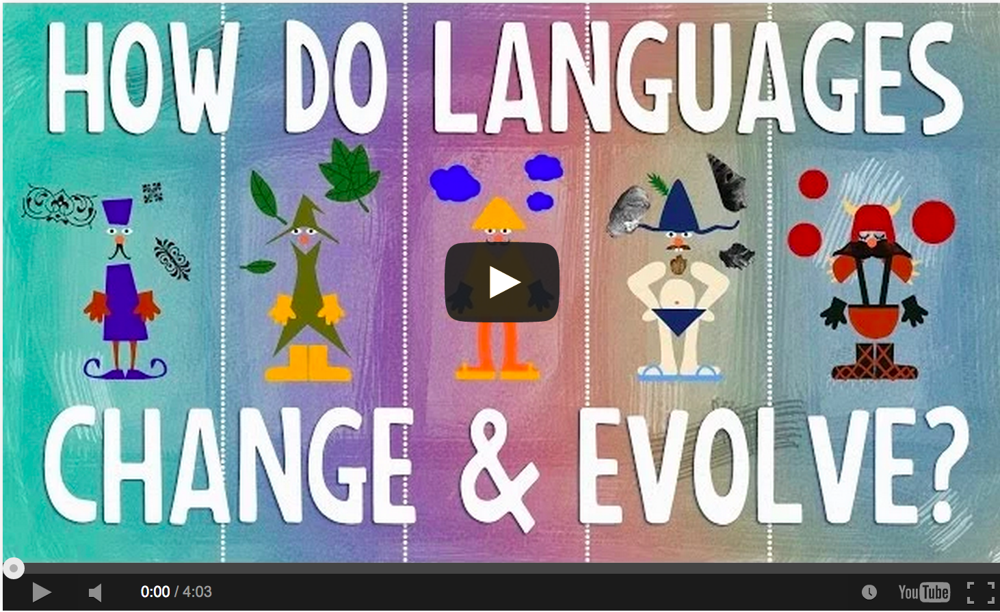 HOW DO LANGUAGES
CHANGE & EVOLVE?
0:00 / 4:03
YouTube